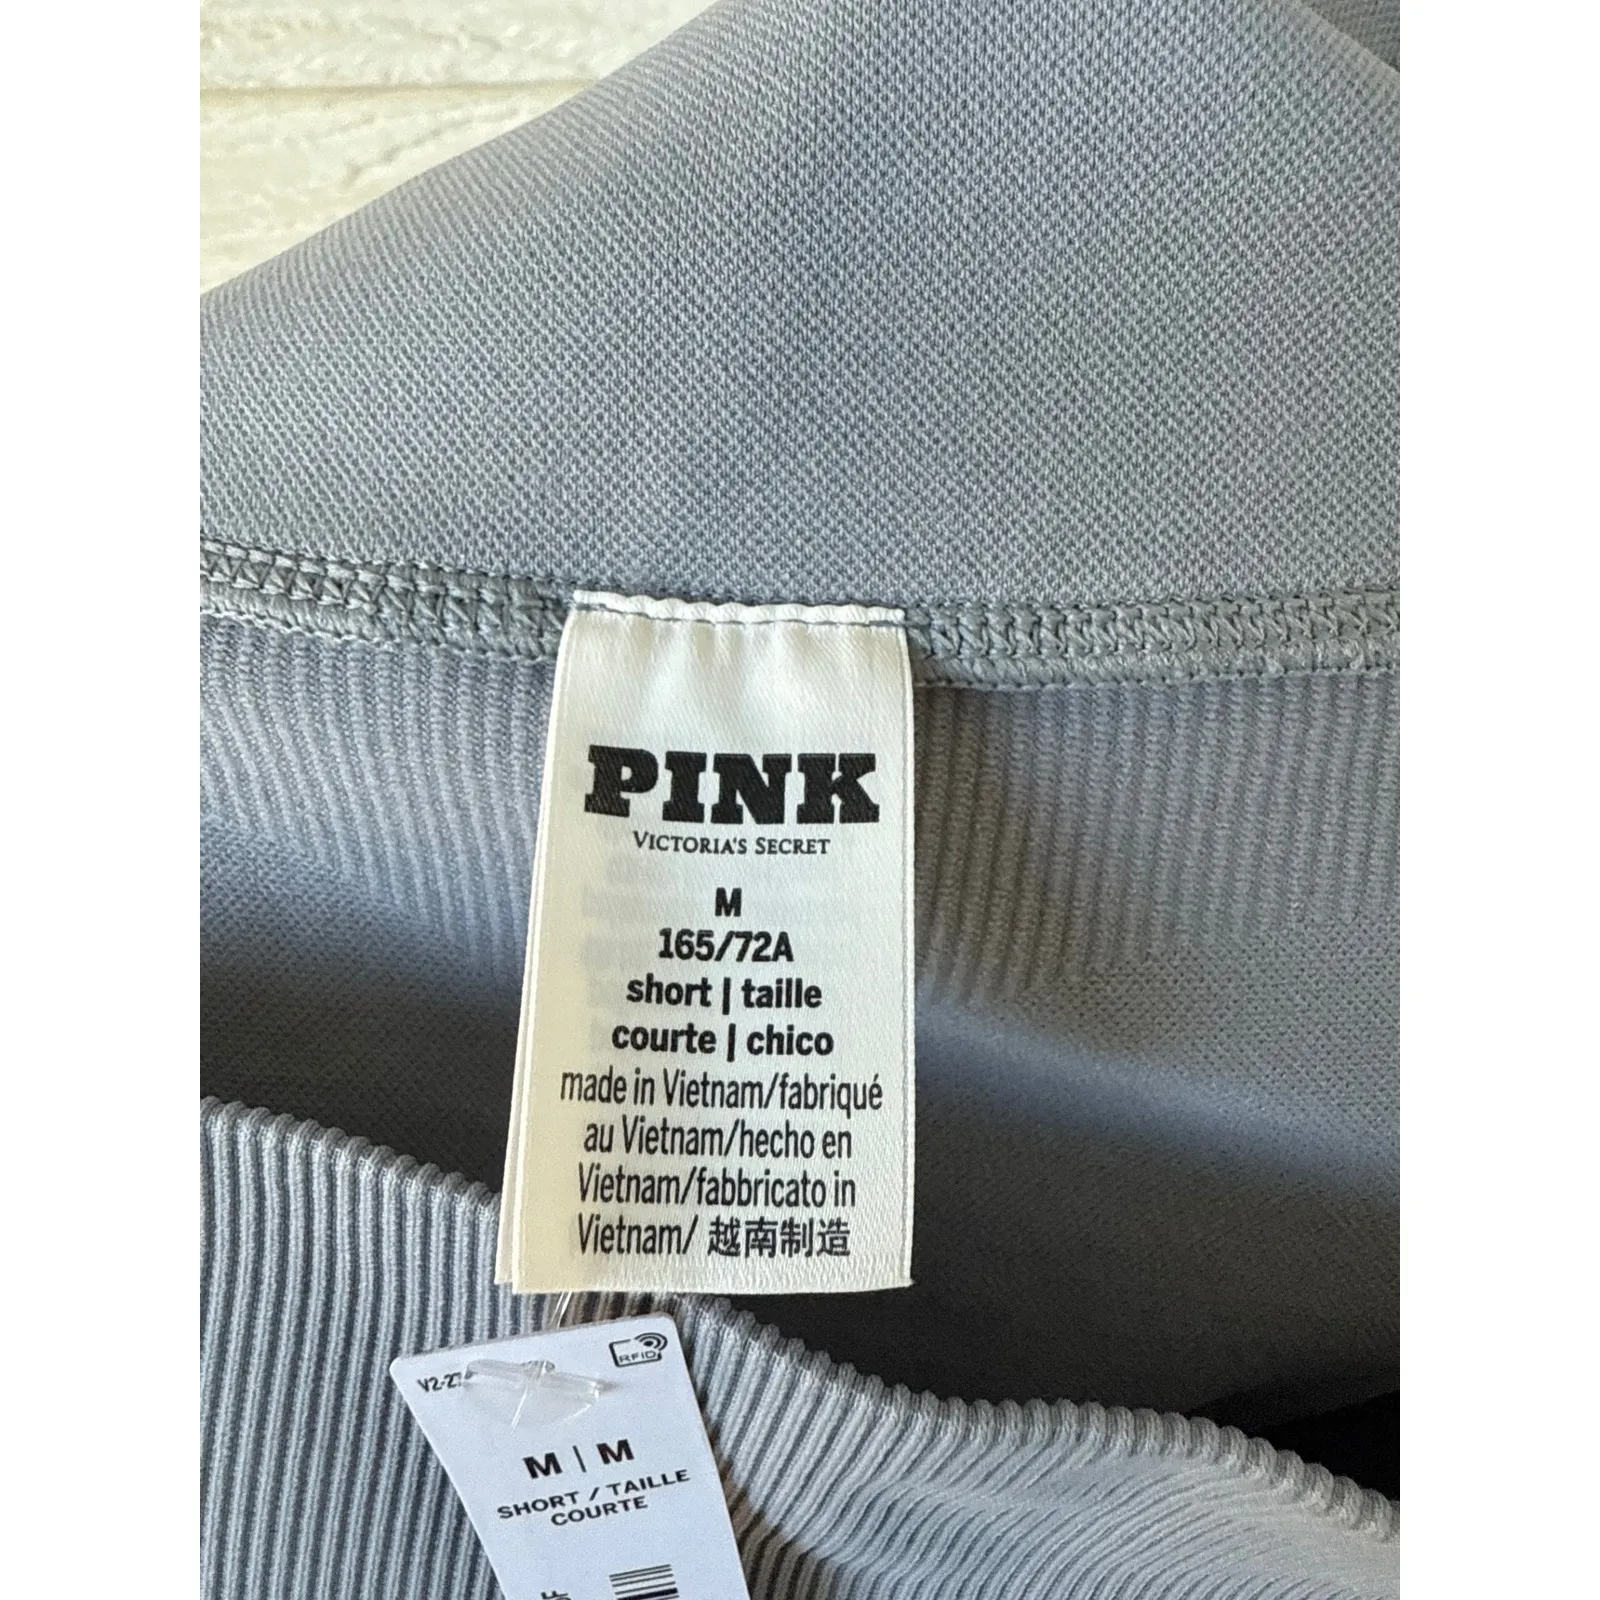 PINK
VICTORIA'S SECRET
M
165/72A
short | taille
courte | chico
made in Vietnam/fabriqué
au Vietnam/hecho en
Vietnam/fabbricato in
Vietnam/ 越南制造
RFID
M | M
SHORT / TAILLE
COURTE